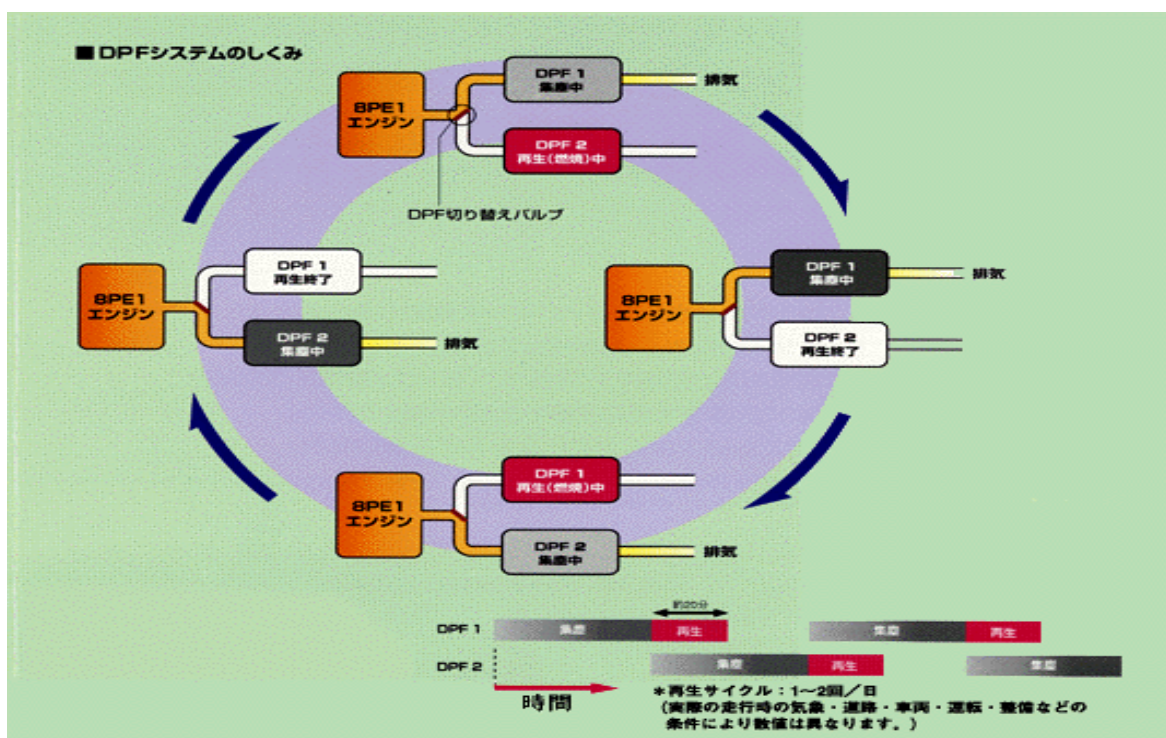 ■DPFシステムのしくみ
8PE1
エンジン
DPF 1
集塵中
排気
DPF 2
再生(燃焼)中
DPF切り替えバルブ
8PE1
エンジン
DPF 1
再生終了
DPF 2
集塵中
排気
8PE1
エンジン
DPF 1
集塵中
排気
DPF 2
再生終了
8PE1
エンジン
DPF 1
再生(燃焼)中
DPF 2
集塵中
排気
約20分
DPF 1 集塵 再生 集塵 再生
DPF 2 集塵 再生 集塵
時間
*再生サイクル:1~2回/日
(実際の走行時の気象・道路・車両・運転・整備などの
条件により数値は異なります。)